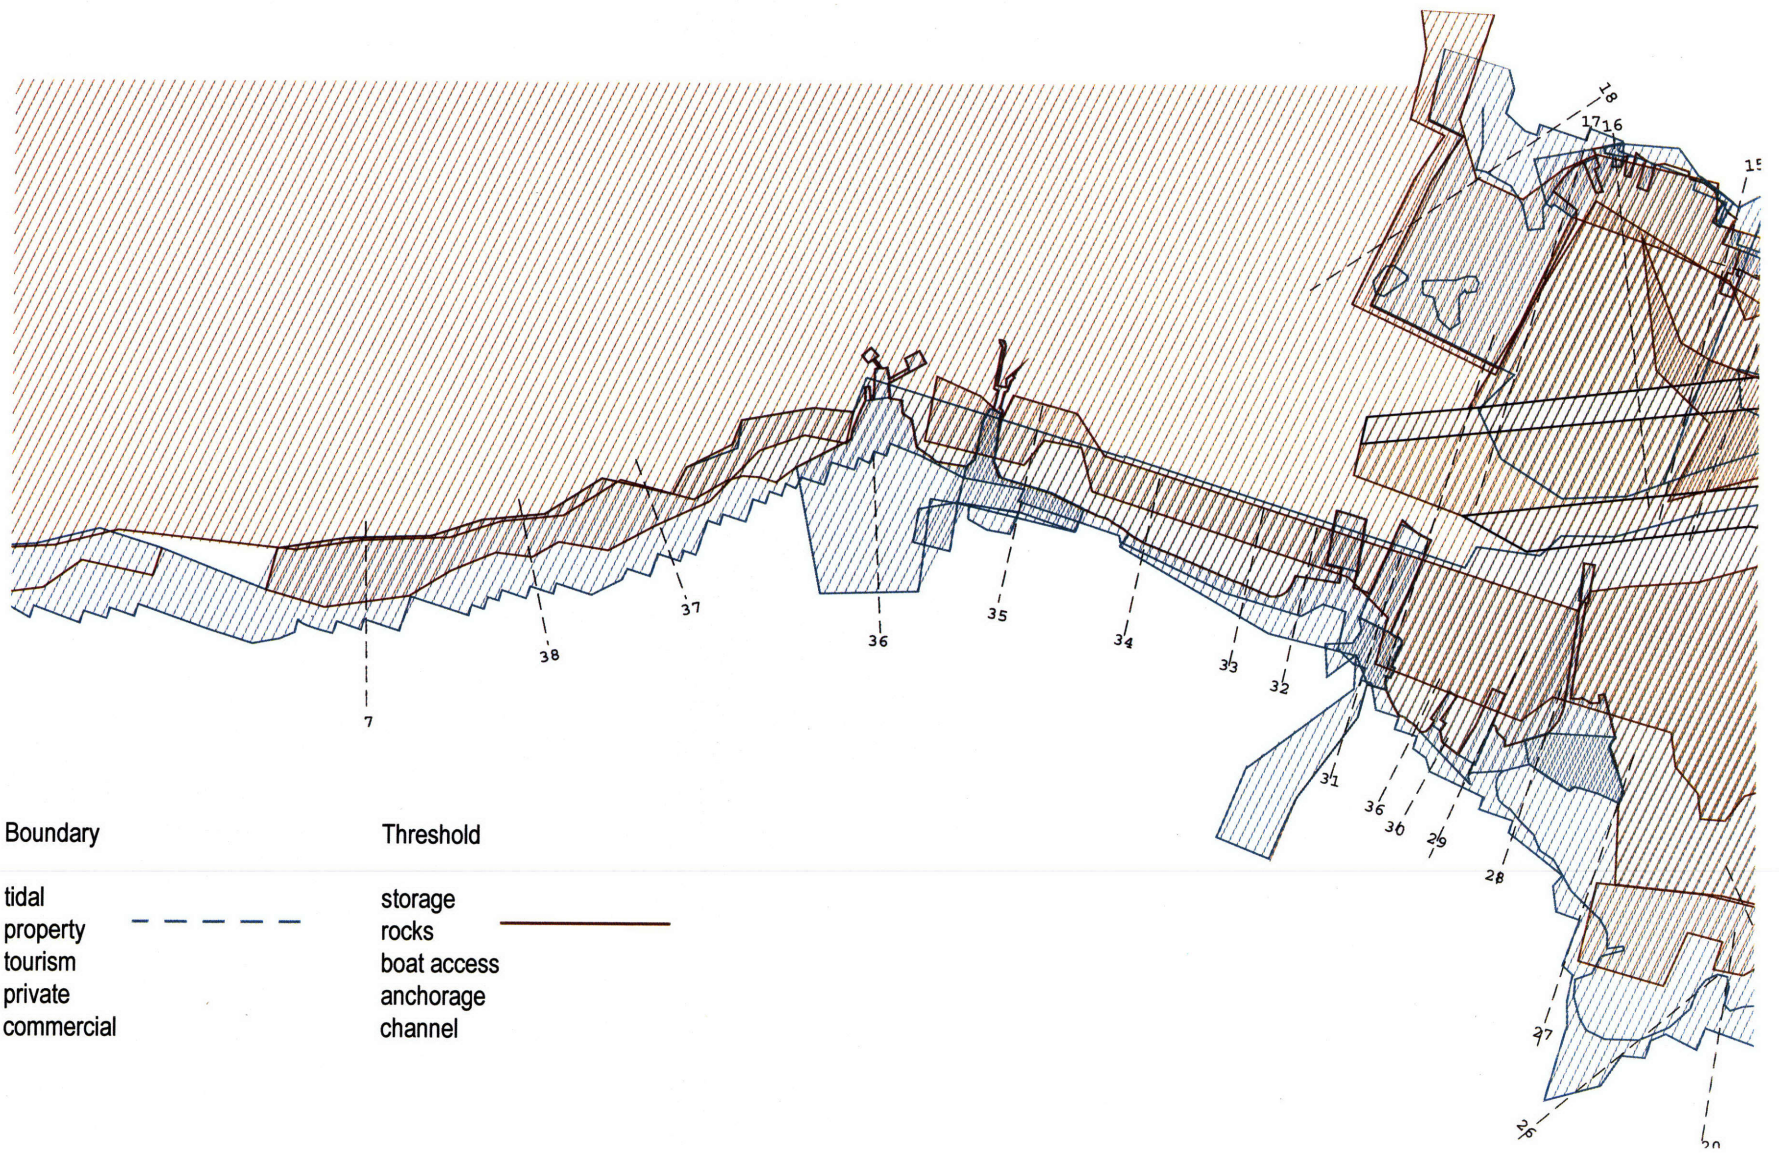 18
17 16
15
37
35
36
34
38
33
32
7
31
36
30
29
28
27
26
Boundary
tidal
property
tourism
private
commercial
Threshold
storage
rocks
boat access
anchorage
channel